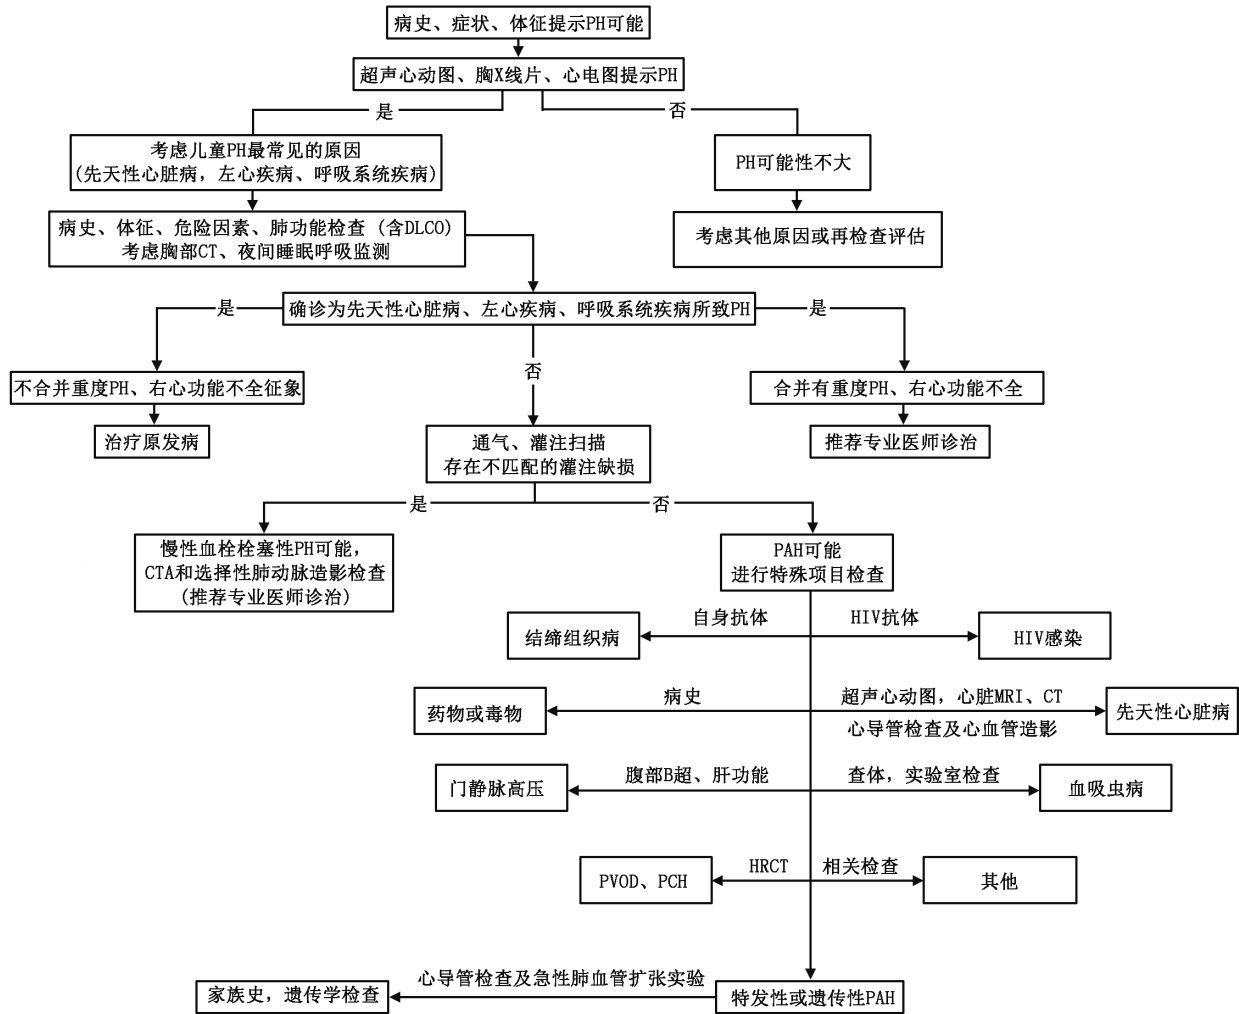 病史、症状、体征提示PH可能
超声心动图、胸X线片、心电图提示PH
是
否
考虑儿童PH最常见的原因
(先天性心脏病，左心疾病、呼吸系统疾病)
PH可能性不大
病史、体征、危险因素、肺功能检查（含DLCO)
考虑胸部CT、夜间睡眠呼吸监测
考虑其他原因或再检查评估
是
确诊为先天性心脏病、左心疾病、呼吸系统疾病所致PH
是
否
不合并重度PH、右心功能不全征象
合并有重度PH、右心功能不全
治疗原发病
通气、灌注扫描
存在不匹配的灌注缺损
推荐专业医师诊治
是
否
慢性血栓栓塞性PH可能，
CTA和选择性肺动脉造影检查
(推荐专业医师诊治)
PAH可能
进行特殊项目检查
自身抗体
HIV抗体
结缔组织病
HIV感染
病史
超声心动图，心脏MRI、CT
药物或毒物
先天性心脏病
心导管检查及心血管造影
腹部B超、肝功能
查体，实验室检查
门静脉高压
血吸虫病
HRCT
相关检查
PVOD、PCH
其他
心导管检查及急性肺血管扩张实验
家族史，遗传学检查
特发性或遗传性PAH